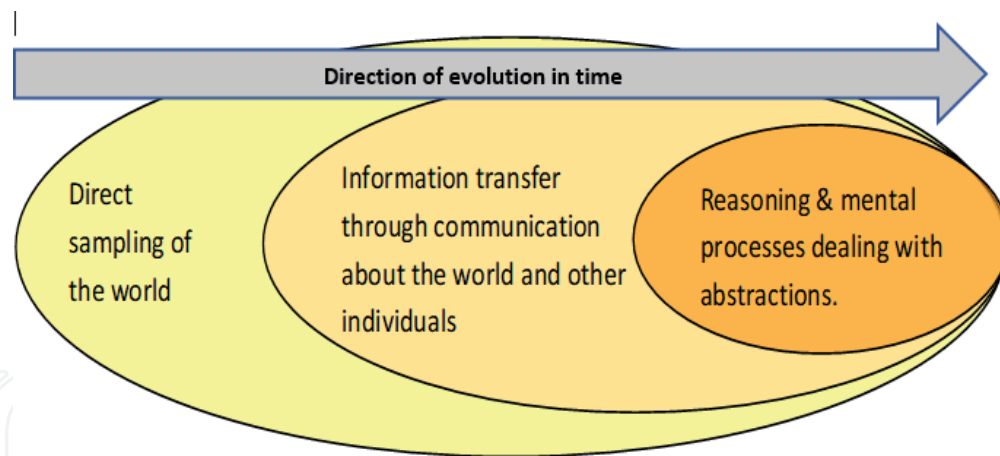 Direction of evolution in time
Direct
sampling of
the world
Information transfer
through communication
about the world and other
individuals
Reasoning & mental
processes dealing with
abstractions.